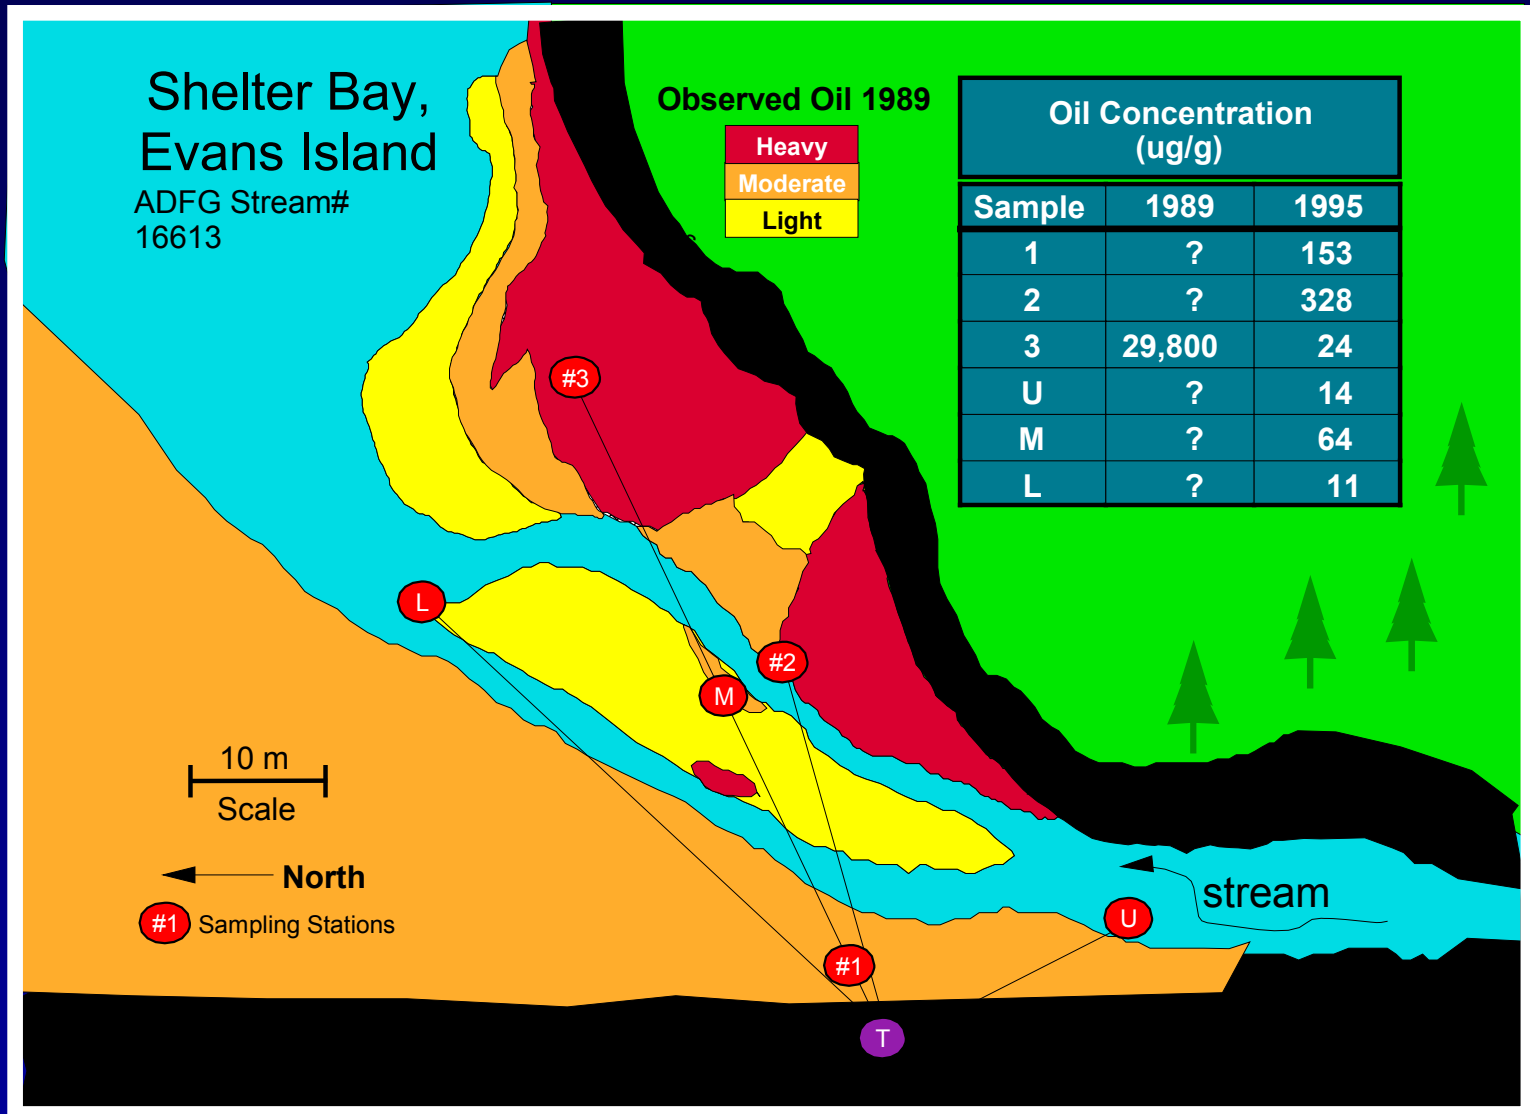 Shelter Bay,
Evans Island
ADFG Stream#
16613
Observed Oil 1989
Heavy
Moderate
Light
Oil Concentration
(ug/g)
Sample 1989 1995
1 ? 153
2 ? 328
3 29,800 24
U ? 14
M ? 64
L ? 11
#3
L
#2
M
10 m
Scale
North
#1 Sampling Stations
stream
U
#1
T